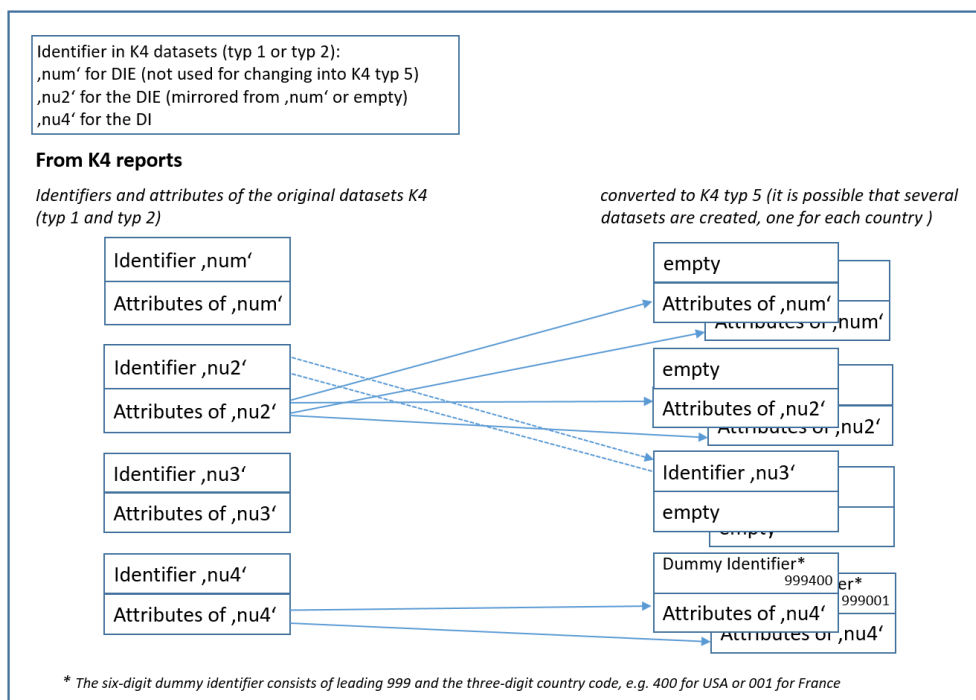 Identifier in K4 datasets (typ 1 or typ 2):
‚num‘ for DIE (not used for changing into K4 typ 5)
‚nu2‘ for the DIE (mirrored from ‚num‘ or empty)
‚nu4‘ for the DI
From K4 reports
Identifiers and attributes of the original datasets K4
(typ 1 and typ 2)
converted to K4 typ 5 (it is possible that several
datasets are created, one for each country )
Identifier ‚num‘
Attributes of ‚num‘
Identifier ‚nu2‘
Attributes of ‚nu2‘
Identifier ‚nu3‘
Attributes of ‚nu3‘
Identifier ‚nu4‘
Attributes of ‚nu4‘
empty
Attributes of ‚num‘
Attributes of ‚num‘
empty
Attributes of ‚nu2‘
Attributes of ‚nu2‘
Identifier ‚nu3‘
empty
empty
Dummy Identifier*
999400
er*
999001
Attributes of ‚nu4‘
Attributes of ‚nu4‘
* The six-digit dummy identifier consists of leading 999 and the three-digit country code, e.g. 400 for USA or 001 for France